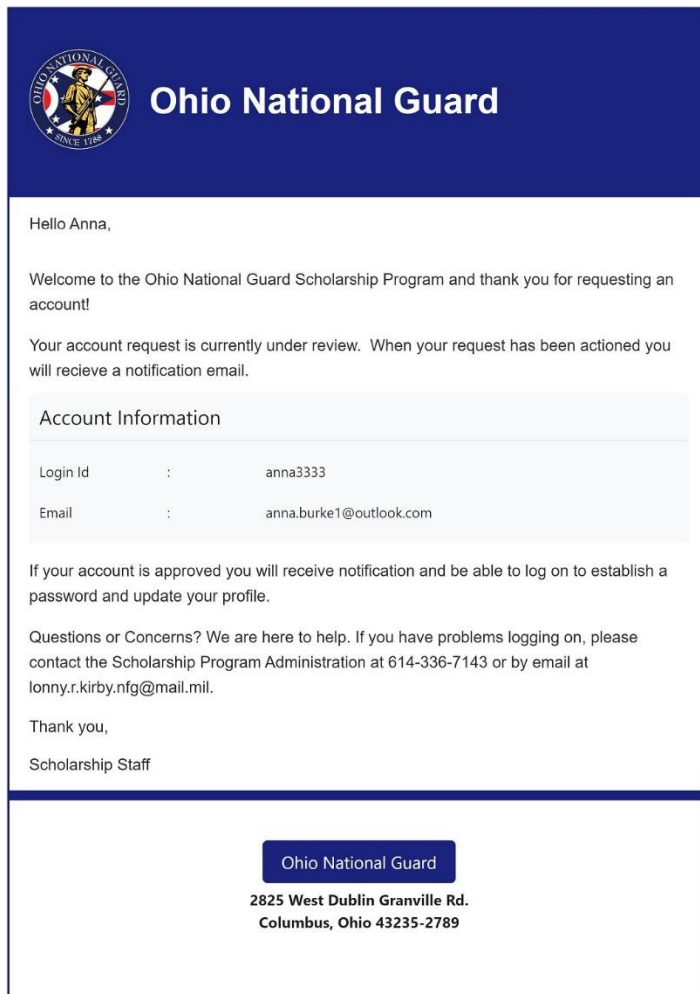 OHIO NATIONAL GUARD
SINCE 1788
Ohio National Guard
Hello Anna,
Welcome to the Ohio National Guard Scholarship Program and thank you for requesting an
account!
Your account request is currently under review.  When your request has been actioned you
will recieve a notification email.
Account Information
Login Id : anna3333
Email : anna.burke1@outlook.com
If your account is approved you will receive notification and be able to log on to establish a
password and update your profile.
Questions or Concerns? We are here to help. If you have problems logging on, please
contact the Scholarship Program Administration at 614-336-7143 or by email at
lonny.r.kirby.nfg@mail.mil.
Thank you,
Scholarship Staff
Ohio National Guard
2825 West Dublin Granville Rd.
Columbus, Ohio 43235-2789